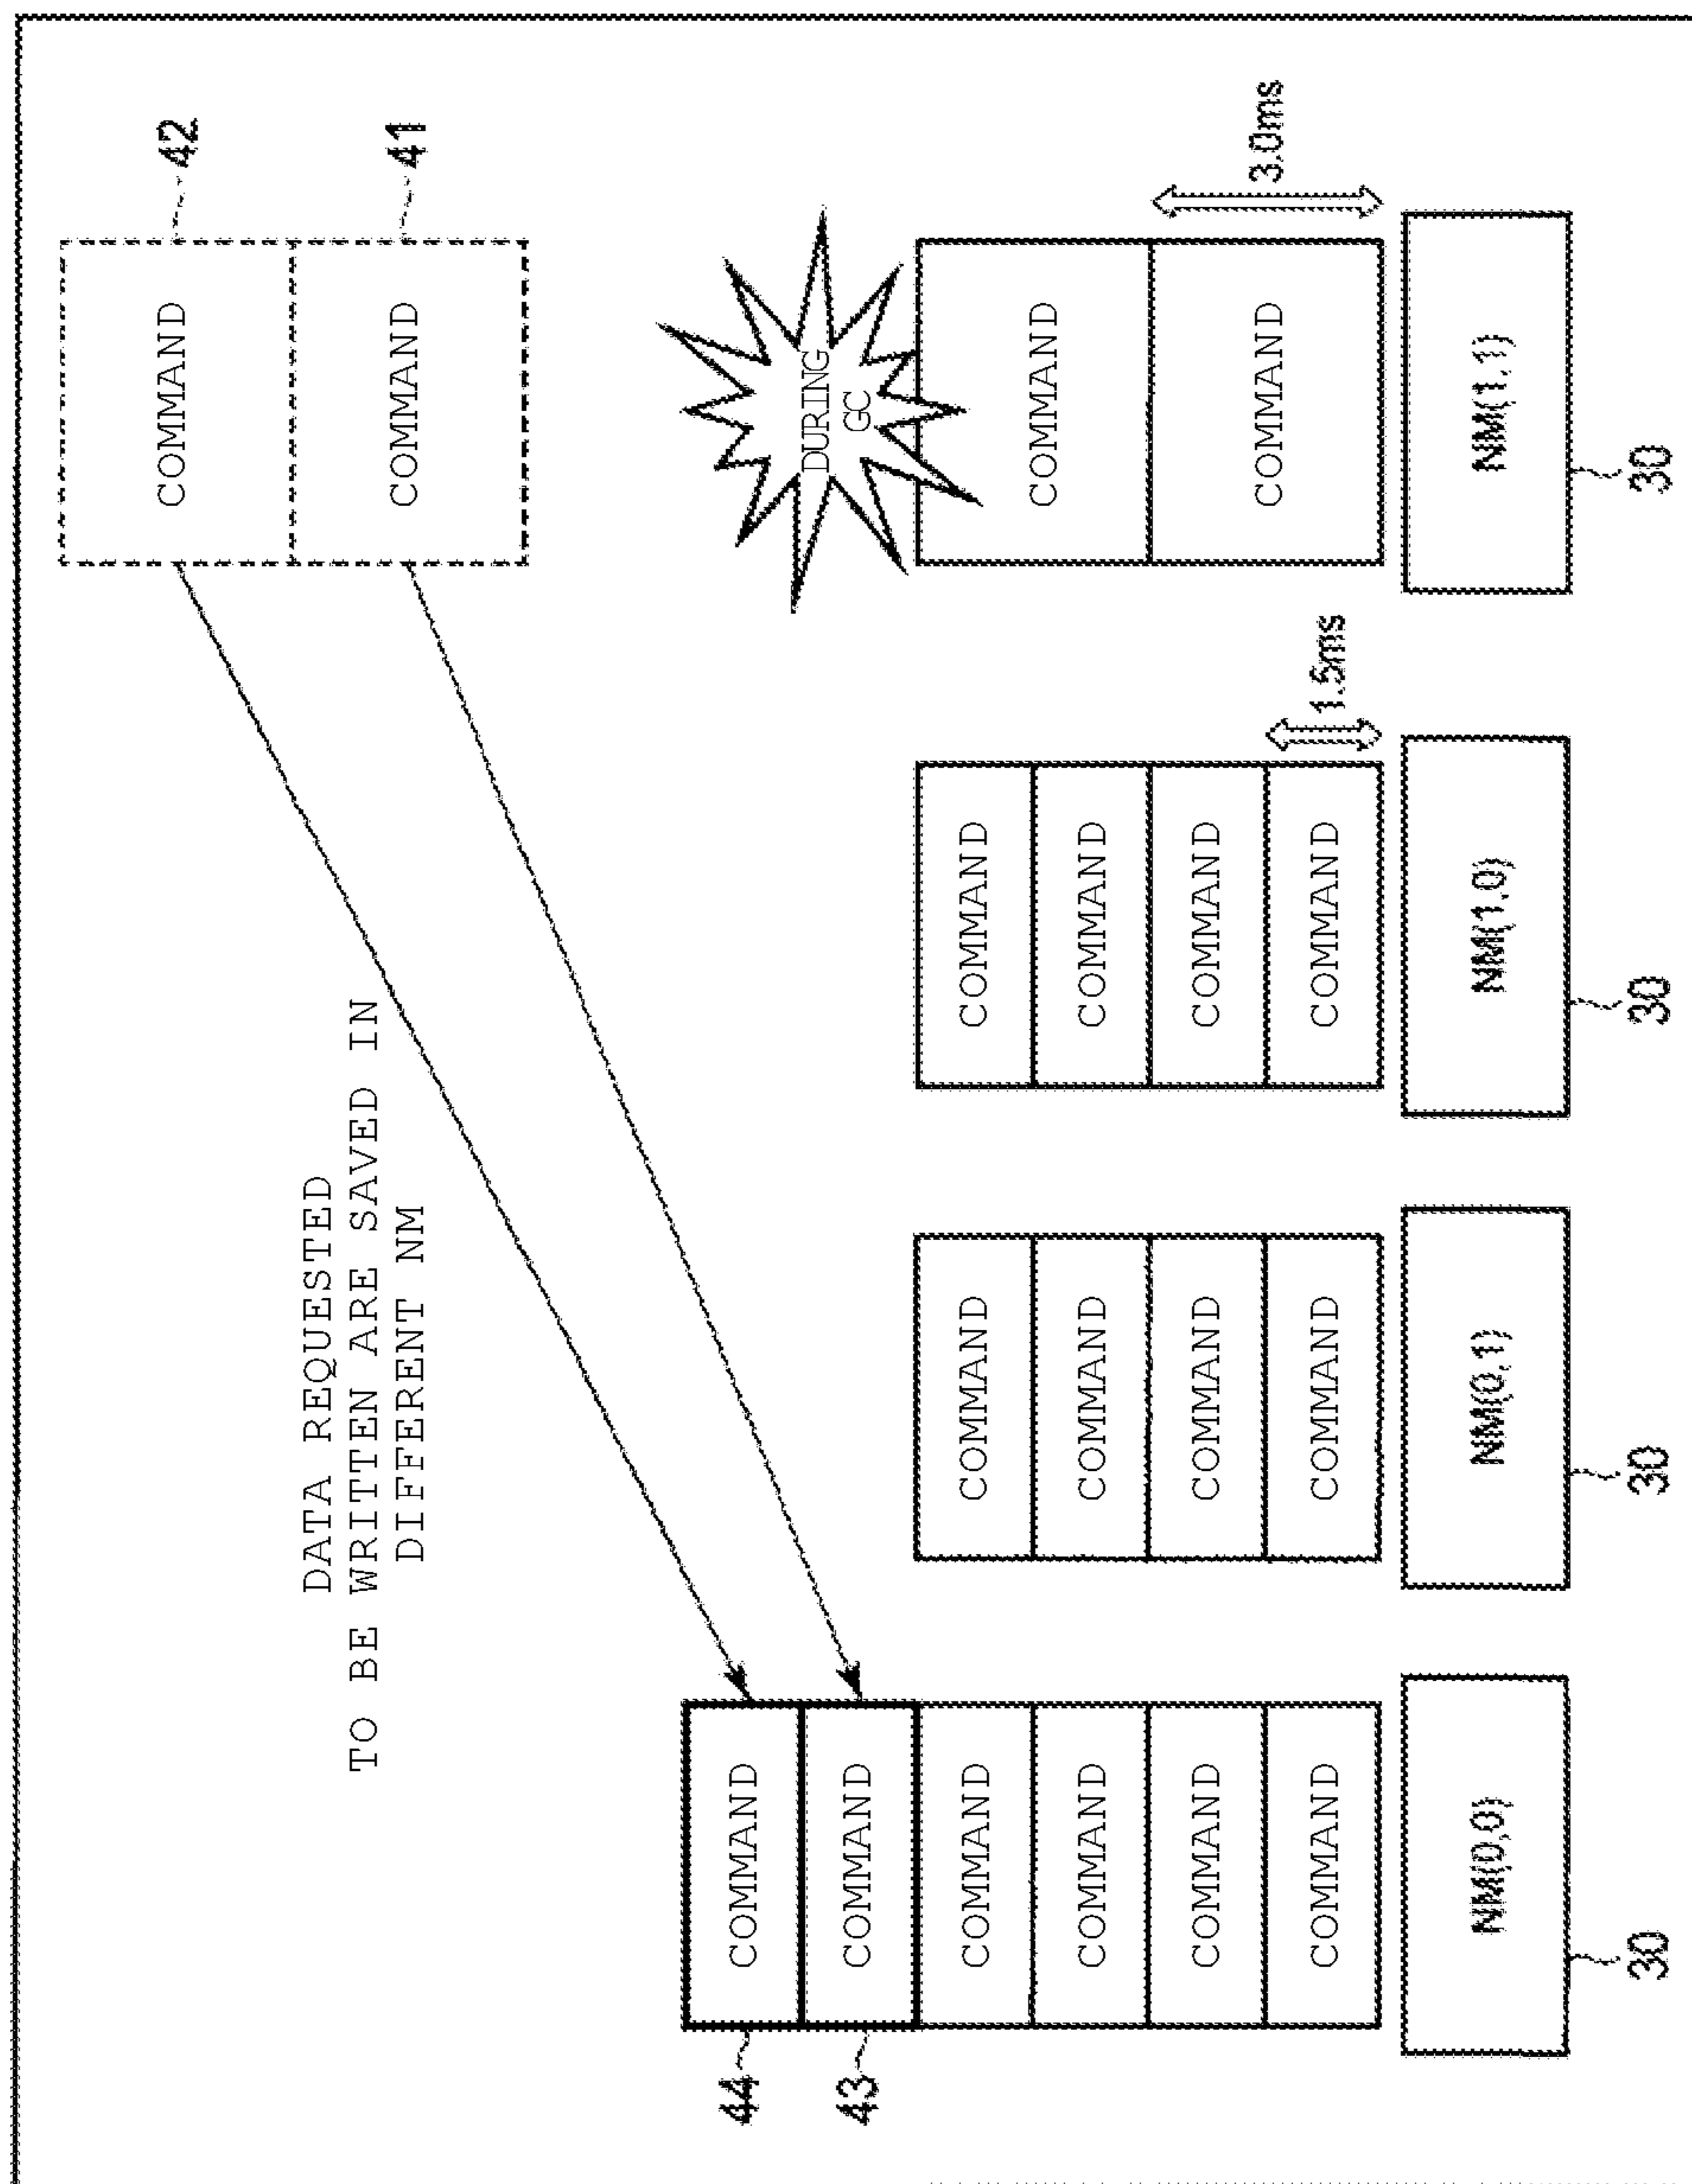 COMMAND 42
DATA REQUESTED
TO BE WRITTEN ARE SAVED IN
DIFFERENT NM
COMMAND 41
44 COMMAND
43 COMMAND
DURING
GC
COMMAND COMMAND COMMAND COMMAND
COMMAND COMMAND COMMAND
COMMAND COMMAND COMMAND COMMAND 3.0ms
COMMAND COMMAND COMMAND 1.5ms
NM(0,0) NM(0,1) NM(1,0) NM(1,1)
30 30 30 30